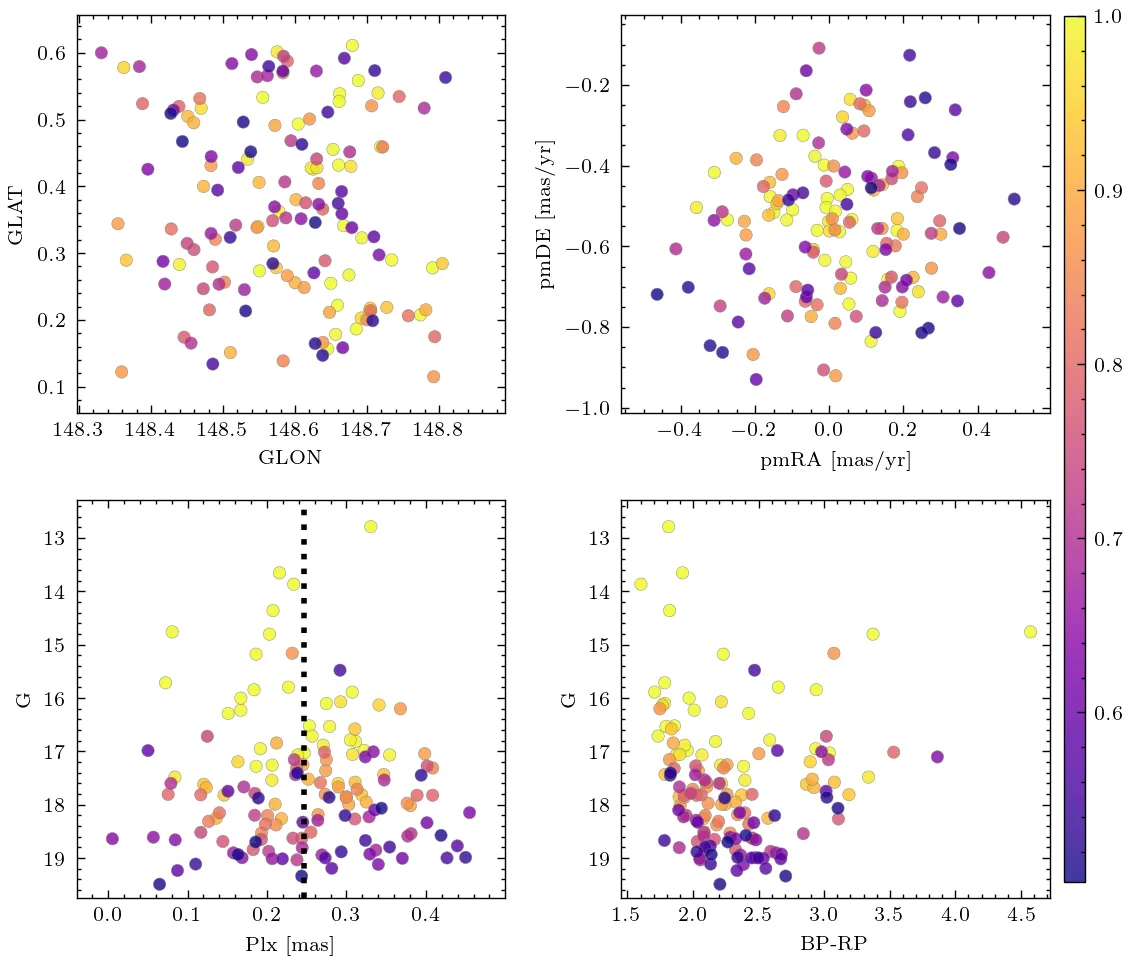 0.6
0.5
0.4
0.3
0.2
0.1
GLAT
148.3 148.4 148.5 148.6 148.7 148.8
GLON
−0.2
−0.4
−0.6
−0.8
−1.0
pmDE [mas/yr]
−0.4 −0.2 0.0 0.2 0.4
pmRA [mas/yr]
1.0
0.9
0.8
0.7
0.6
13
14
15
16
17
18
19
G
0.0 0.1 0.2 0.3 0.4
Plx [mas]
13
14
15
16
17
18
19
G
1.5 2.0 2.5 3.0 3.5 4.0 4.5
BP-RP